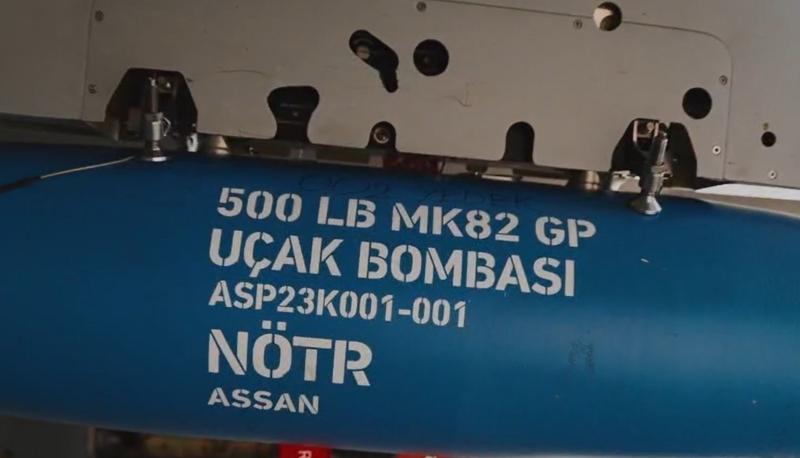 500 LB MK82 GP
UÇAK BOMBASI
ASP23K001-001
NÖTR
ASSAN